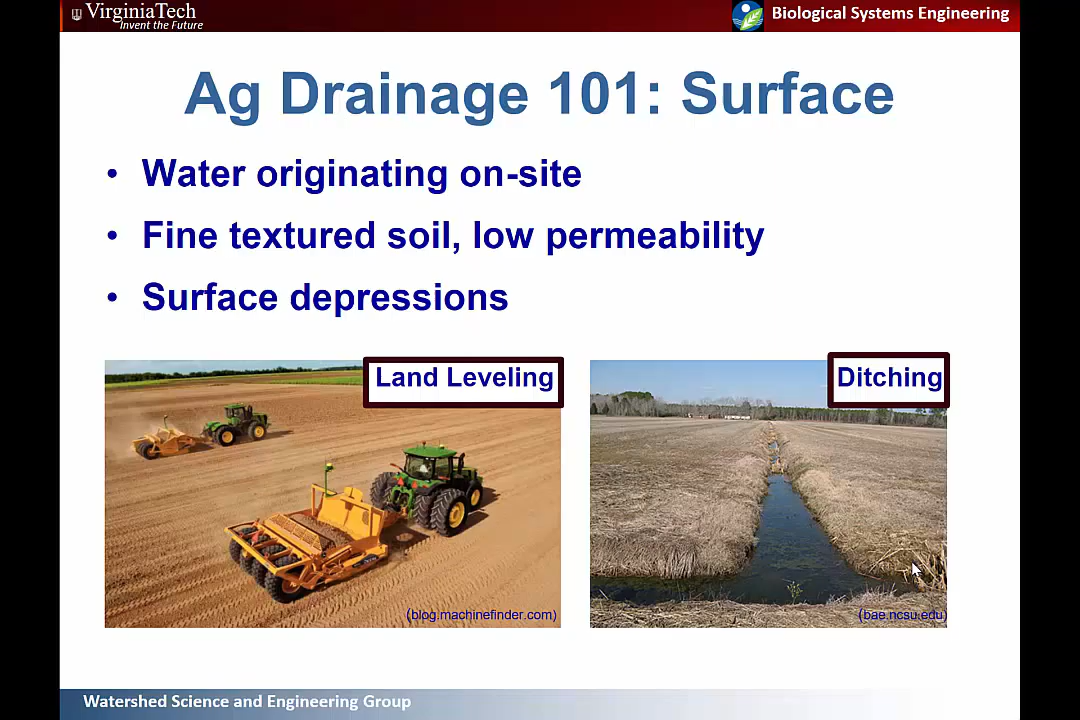 VirginiaTech
Invent the Future
Biological Systems Engineering
Ag Drainage 101: Surface
• Water originating on-site
• Fine textured soil, low permeability
• Surface depressions
Land Leveling
Ditching
(blog.machinefinder.com)
(bae.ncsu.edu)
Watershed Science and Engineering Group